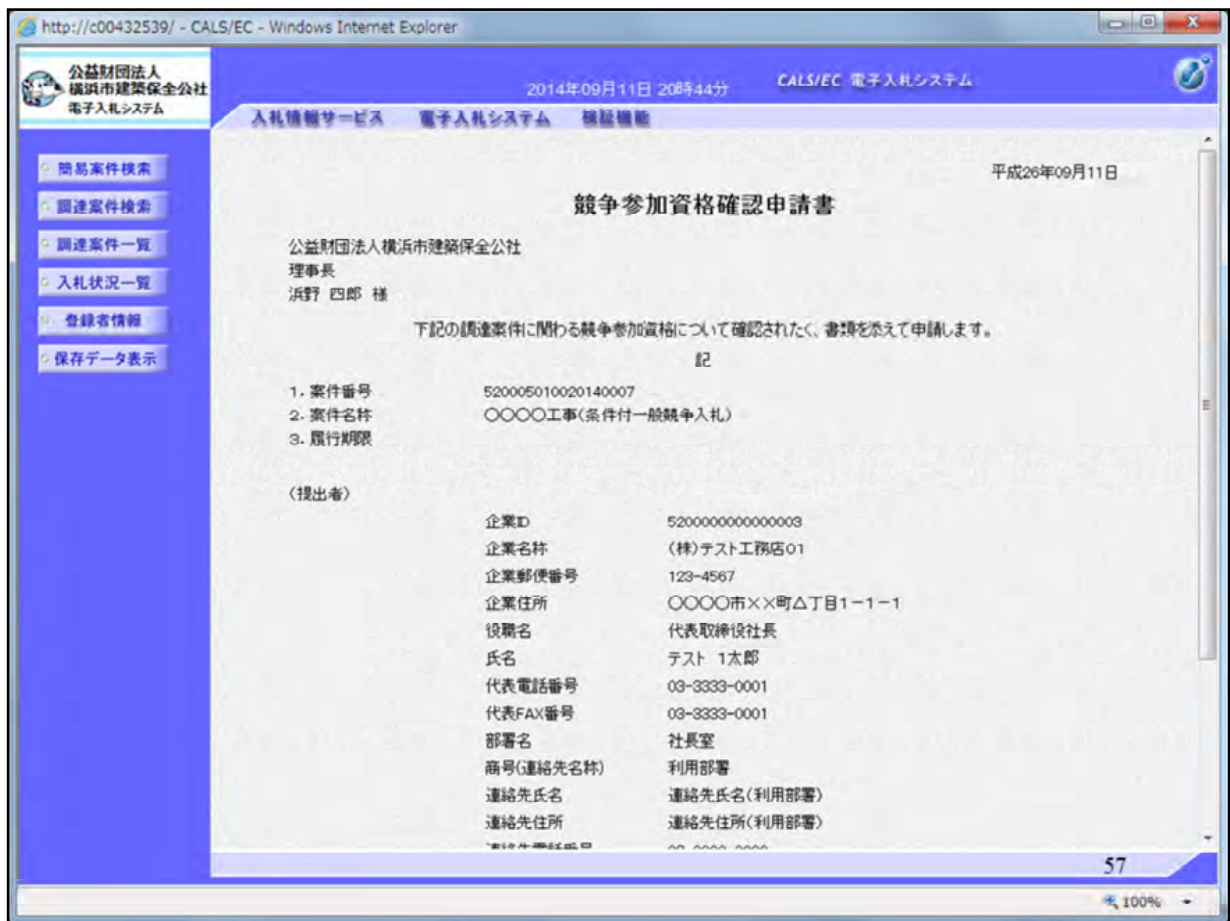 http://c00432539/ - CALS/EC - Windows Internet Explorer
公益財団法人
横浜市建築保全公社
電子入札システム
2014年09月11日 20時44分
CALS/EC 電子入札システム
入札情報サービス 電子入札システム 検証機能
簡易案件検索
調達案件検索
調達案件一覧
入札状況一覧
登録者情報
保存データ表示
平成26年09月11日
競争参加資格確認申請書
公益財団法人横浜市建築保全公社
理事長
浜野 四郎 様
下記の調達案件に関わる競争参加資格について確認されたく、書類を添えて申請します。
記
1. 案件番号 520005010020140007
2. 案件名称 〇〇〇〇工事(条件付一般競争入札)
3. 履行期限
(提出者)
企業ID 5200000000000003
企業名称 (株)テスト工務店01
企業郵便番号 123-4567
企業住所 〇〇〇〇市××町△丁目1-1-1
役職名 代表取締役社長
氏名 テスト 1太郎
代表電話番号 03-3333-0001
代表FAX番号 03-3333-0001
部署名 社長室
商号(連絡先名称) 利用部署
連絡先氏名 連絡先氏名(利用部署)
連絡先住所 連絡先住所(利用部署)
57
100%